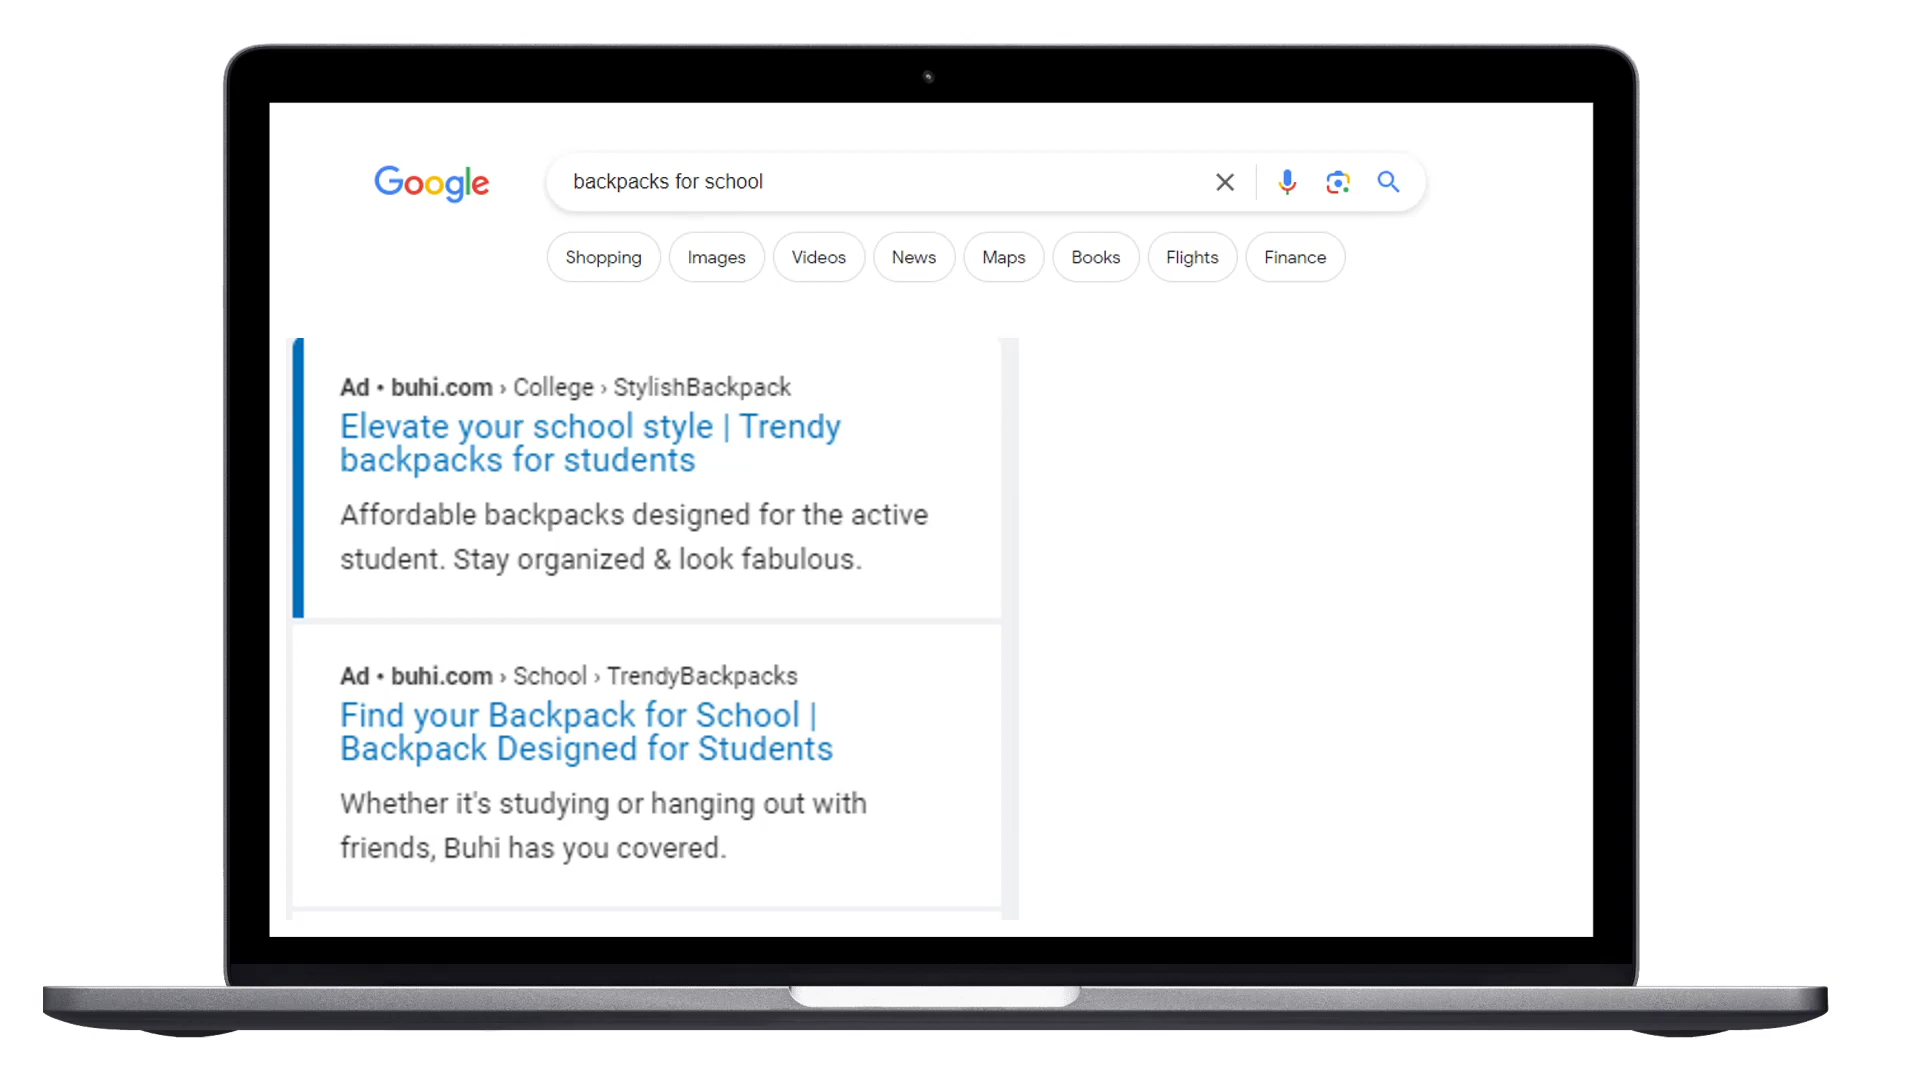 Google
backpacks for school
Shopping
Images
Videos
News
Maps
Books
Flights
Finance
Ad • buhi.com › College › StylishBackpack
Elevate your school style | Trendy
backpacks for students
Affordable backpacks designed for the active
student. Stay organized & look fabulous.
Ad • buhi.com › School › TrendyBackpacks
Find your Backpack for School |
Backpack Designed for Students
Whether it's studying or hanging out with
friends, Buhi has you covered.